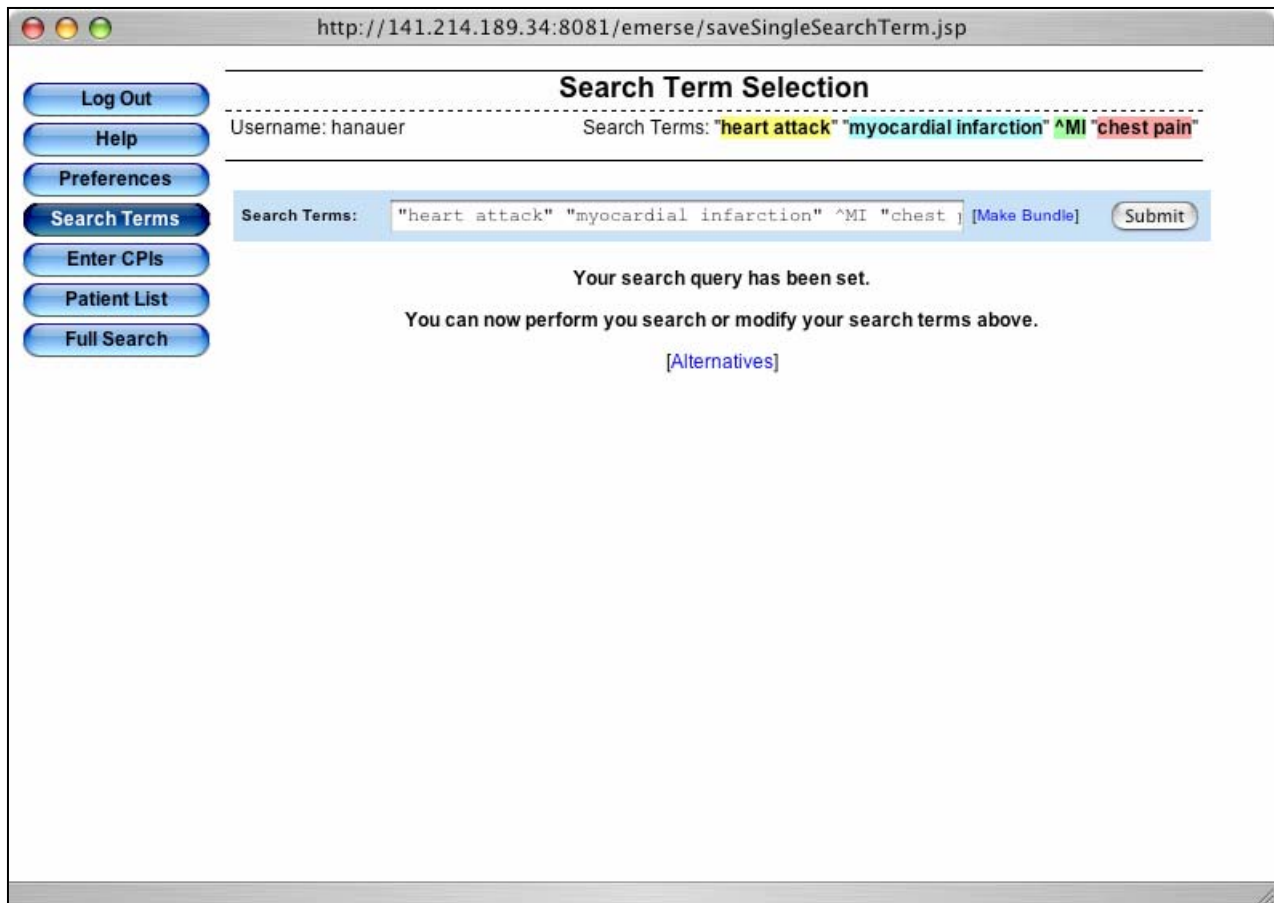 http://141.214.189.34:8081/emerse/saveSingleSearchTerm.jsp
Log Out
Help
Preferences
Search Terms
Enter CPIs
Patient List
Full Search
Search Term Selection
Username: hanauer
Search Terms: "heart attack" "myocardial infarction" ^MI "chest pain"
Search Terms: "heart attack" "myocardial infarction" ^MI "chest [Make Bundle] Submit
Your search query has been set.
You can now perform you search or modify your search terms above.
[Alternatives]